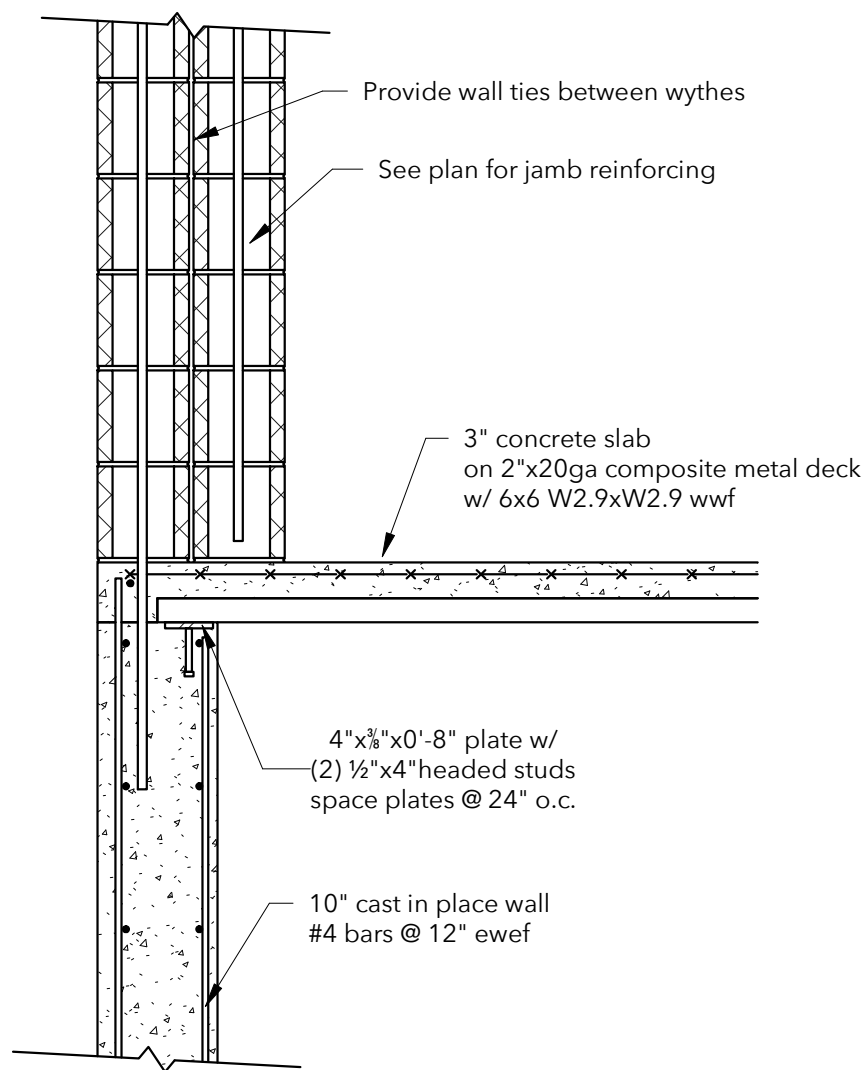 Provide wall ties between wythes
See plan for jamb reinforcing
3" concrete slab
on 2"x20ga composite metal deck
w/ 6x6 W2.9xW2.9 wwf
4"x⅜"x0'-8" plate w/
(2) ½"x4"headed studs
space plates @ 24" o.c.
10" cast in place wall
#4 bars @ 12" ewef